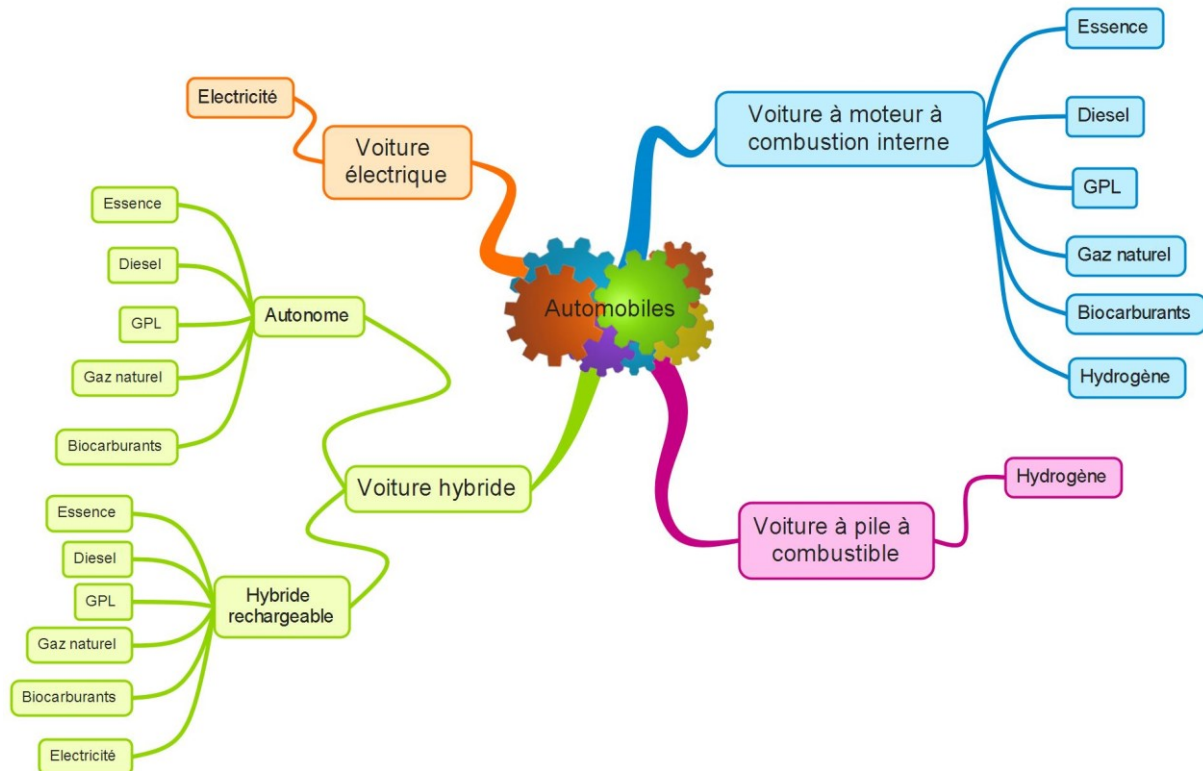 Automobiles
Voiture à moteur à
combustion interne
Essence
Diesel
GPL
Gaz naturel
Biocarburants
Hydrogène
Voiture à pile à
combustible
Hydrogène
Voiture hybride
Autonome
Essence
Diesel
GPL
Gaz naturel
Biocarburants
Hybride
rechargeable
Essence
Diesel
GPL
Gaz naturel
Biocarburants
Electricité
Voiture
électrique
Electricité